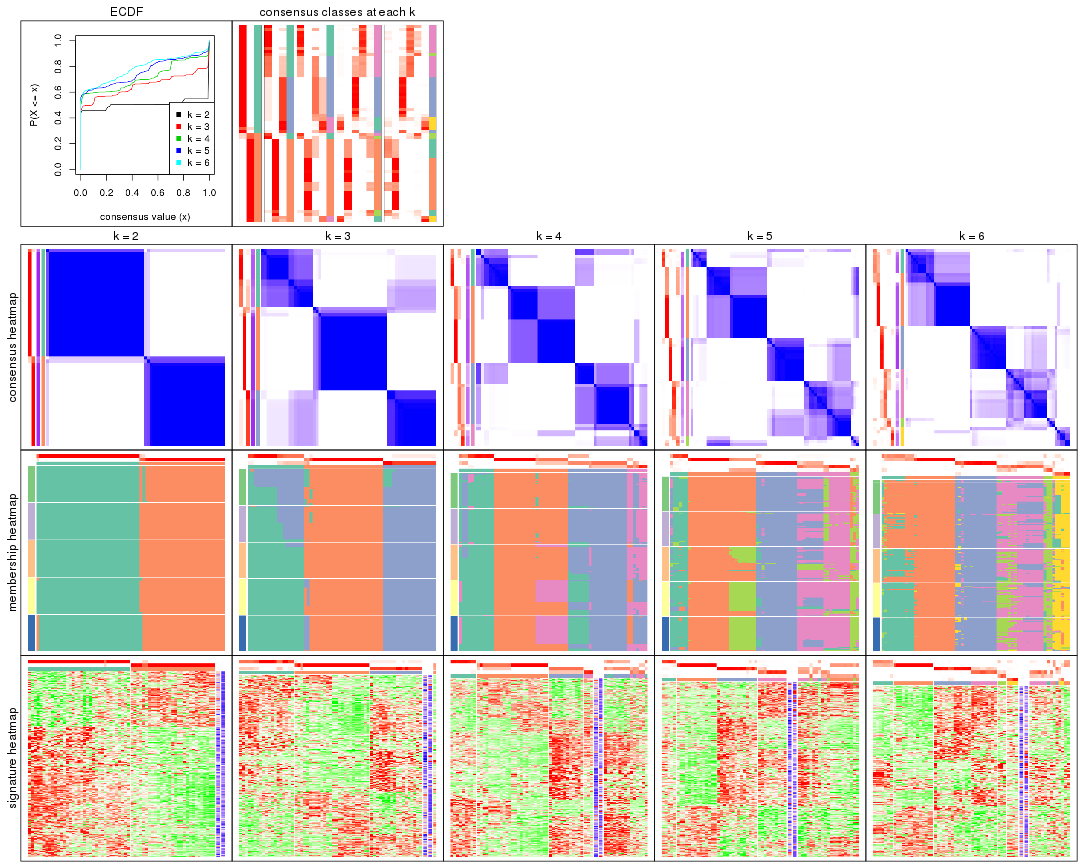 ECDF
consensus classes at each k
P(X <= x)
0.0 0.2 0.4 0.6 0.8 1.0
k = 2
k = 3
k = 4
k = 5
k = 6
0.0 0.2 0.4 0.6 0.8 1.0
consensus value (x)
k = 2
k = 3
k = 4
k = 5
k = 6
consensus heatmap
membership heatmap
signature heatmap